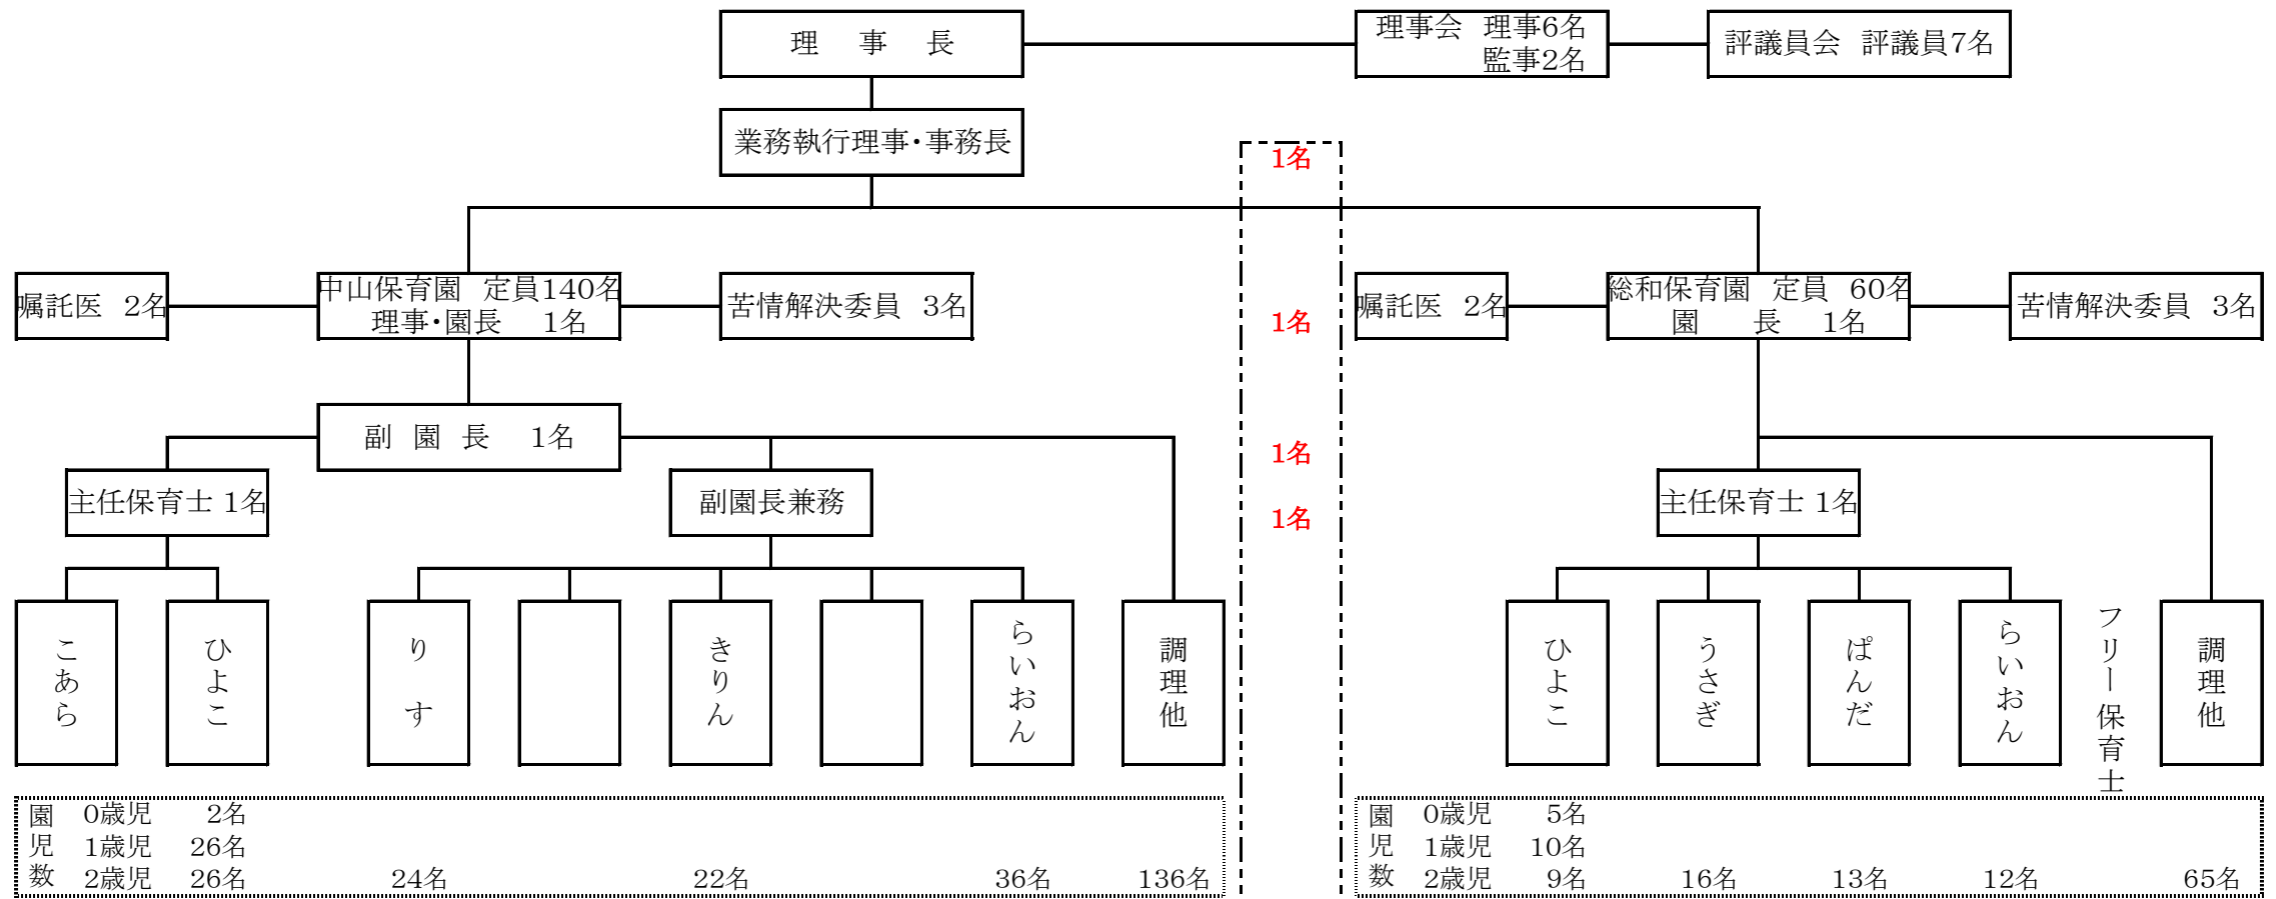 理　事　長
理事会　理事6名
監事2名
評議員会　評議員7名
業務執行理事・事務長
1名
嘱託医　2名
中山保育園　定員140名
理事・園長　1名
苦情解決委員　3名
1名
嘱託医　2名
総和保育園　定員　60名
園　長　1名
苦情解決委員　3名
副　園　長　1名
1名
主任保育士 1名
副園長兼務
1名
主任保育士 1名
こあら
ひよこ
りす
きりん
らいおん
調理他
ひよこ
うさぎ
ぱんだ
らいおん
フリー保育士
調理他
園児数
0歳児　2名
1歳児　26名
2歳児　26名　24名　22名　36名　136名
園児数
0歳児　5名
1歳児　10名
2歳児　9名　16名　13名　12名　65名